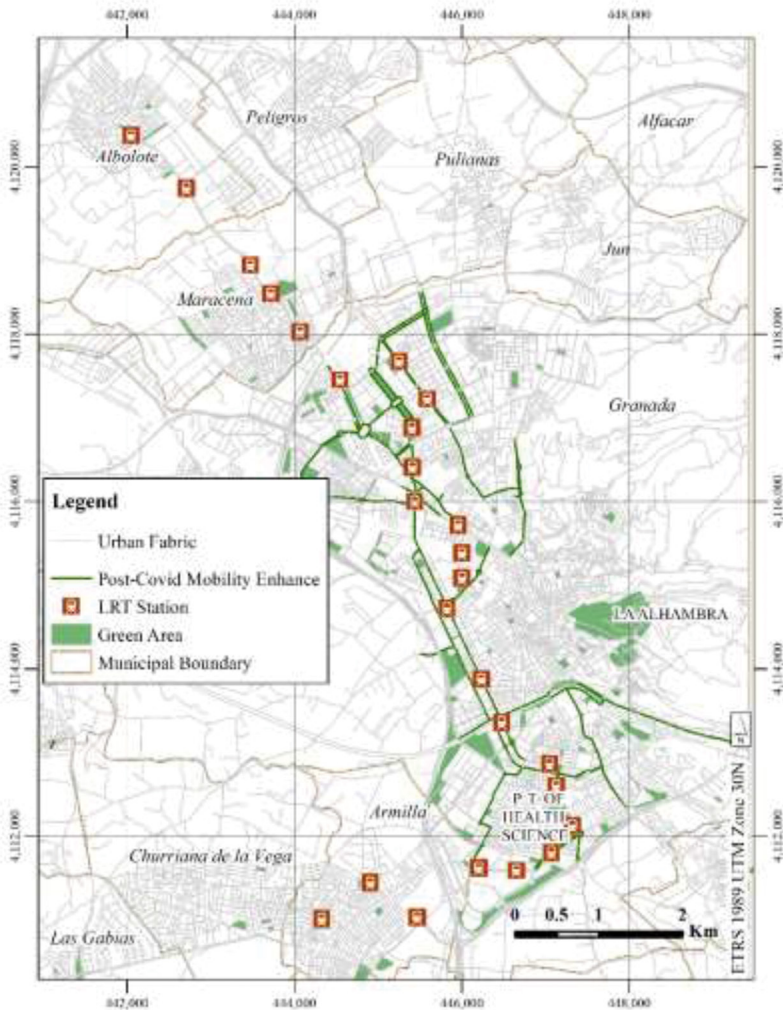 442,000 444,000 446,000 448,000
Peligros
Alfacar
Albolote
Pulianas
4,120,000 4,120,000
Jun
Maracena
4,118,000 4,118,000
Granada
4,116,000 4,116,000
Legend
Urban Fabric
Post-Covid Mobility Enhance
LRT Station
Green Area
Municipal Boundary
LA ALHAMBRA
4,114,000 4,114,000
P.T. OF
HEALTH
SCIENCE
Armilla
4,112,000 4,112,000
Churriana de la Vega
Las Gabias
0 0.5 1 2
Km
ETRS 1989 UTM Zone 30N
442,000 444,000 446,000 448,000